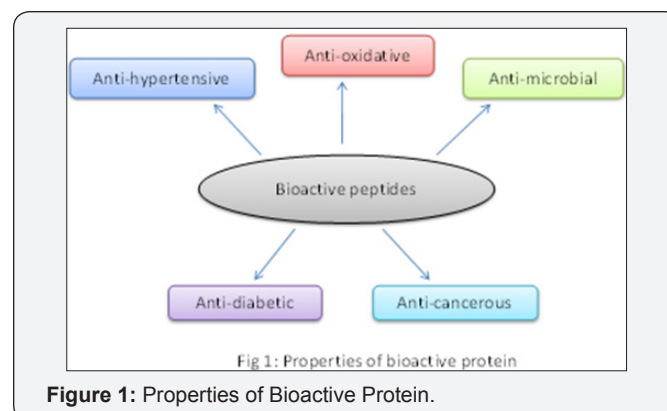 Anti-oxidative
Anti-hypertensive
Anti-microbial
Bioactive peptides
Anti-diabetic
Anti-cancerous
Fig 1: Properties of bioactive protein
Figure 1: Properties of Bioactive Protein.